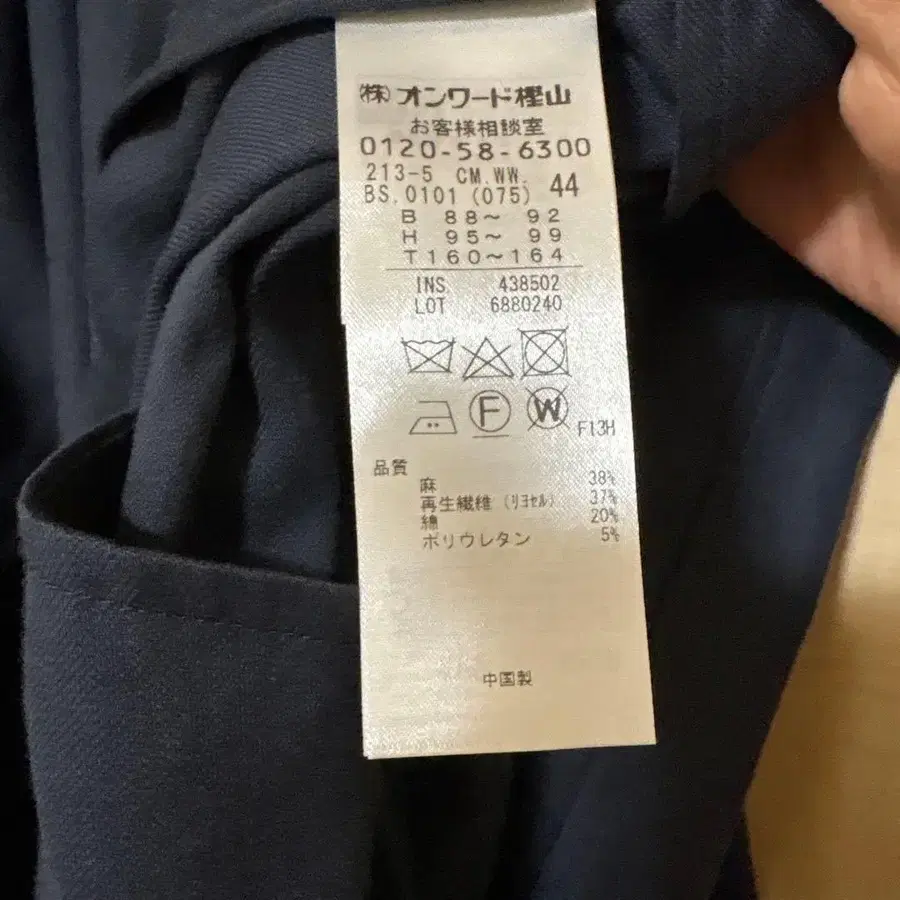 ㈱オンワード樫山
お客様相談室
0120-58-6300
213-5 CM.WW.
BS.0101 (075) 44
B 88〜 92
H 95〜 99
T 160〜164
INS 438502
LOT 6880240
F W F13H
品質
麻 38%
再生繊維 (リヨセル) 37%
綿 20%
ポリウレタン 5%
中国製